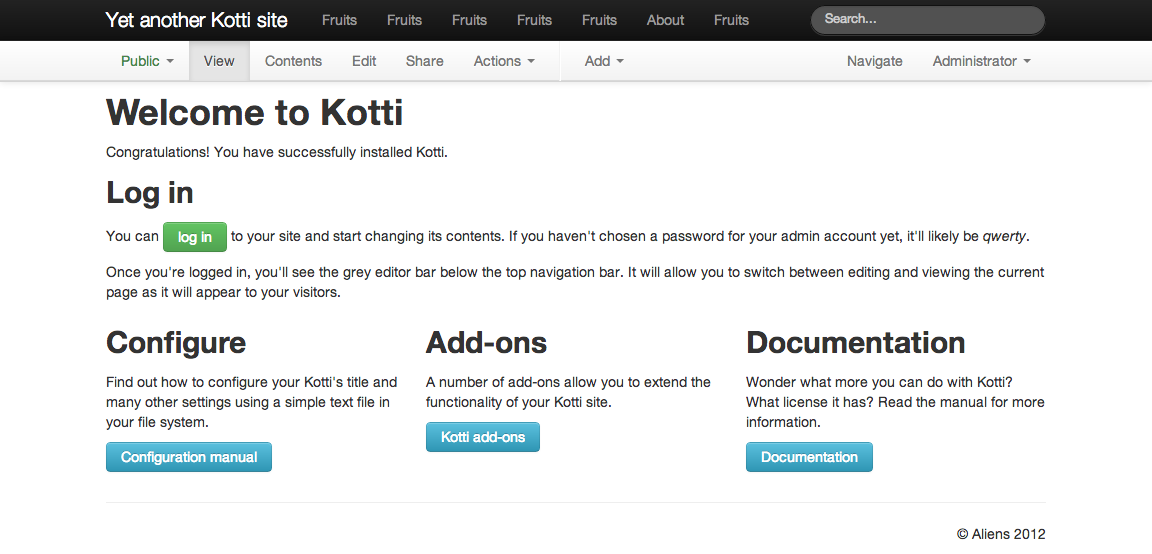 Yet another Kotti site Fruits Fruits Fruits Fruits Fruits About Fruits Search...
Public View Contents Edit Share Actions Add Navigate Administrator
Welcome to Kotti
Congratulations! You have successfully installed Kotti.
Log in
You can log in to your site and start changing its contents. If you haven't chosen a password for your admin account yet, it'll likely be qwerty.
Once you're logged in, you'll see the grey editor bar below the top navigation bar. It will allow you to switch between editing and viewing the current
page as it will appear to your visitors.
Configure
Find out how to configure your Kotti's title and
many other settings using a simple text file in
your file system.
Configuration manual
Add-ons
A number of add-ons allow you to extend the
functionality of your Kotti site.
Kotti add-ons
Documentation
Wonder what more you can do with Kotti?
What license it has? Read the manual for more
information.
Documentation
© Aliens 2012